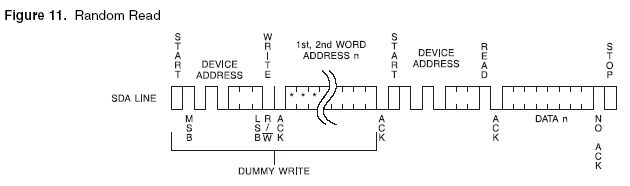 Figure 11. Random Read
START
DEVICE
ADDRESS
WRITE
1st, 2nd WORD
ADDRESS n
START
DEVICE
ADDRESS
READ
STOP
SDA LINE
* * *
MSB
LSB
R/W
ACK
ACK
ACK
DATA n
NO ACK
DUMMY WRITE